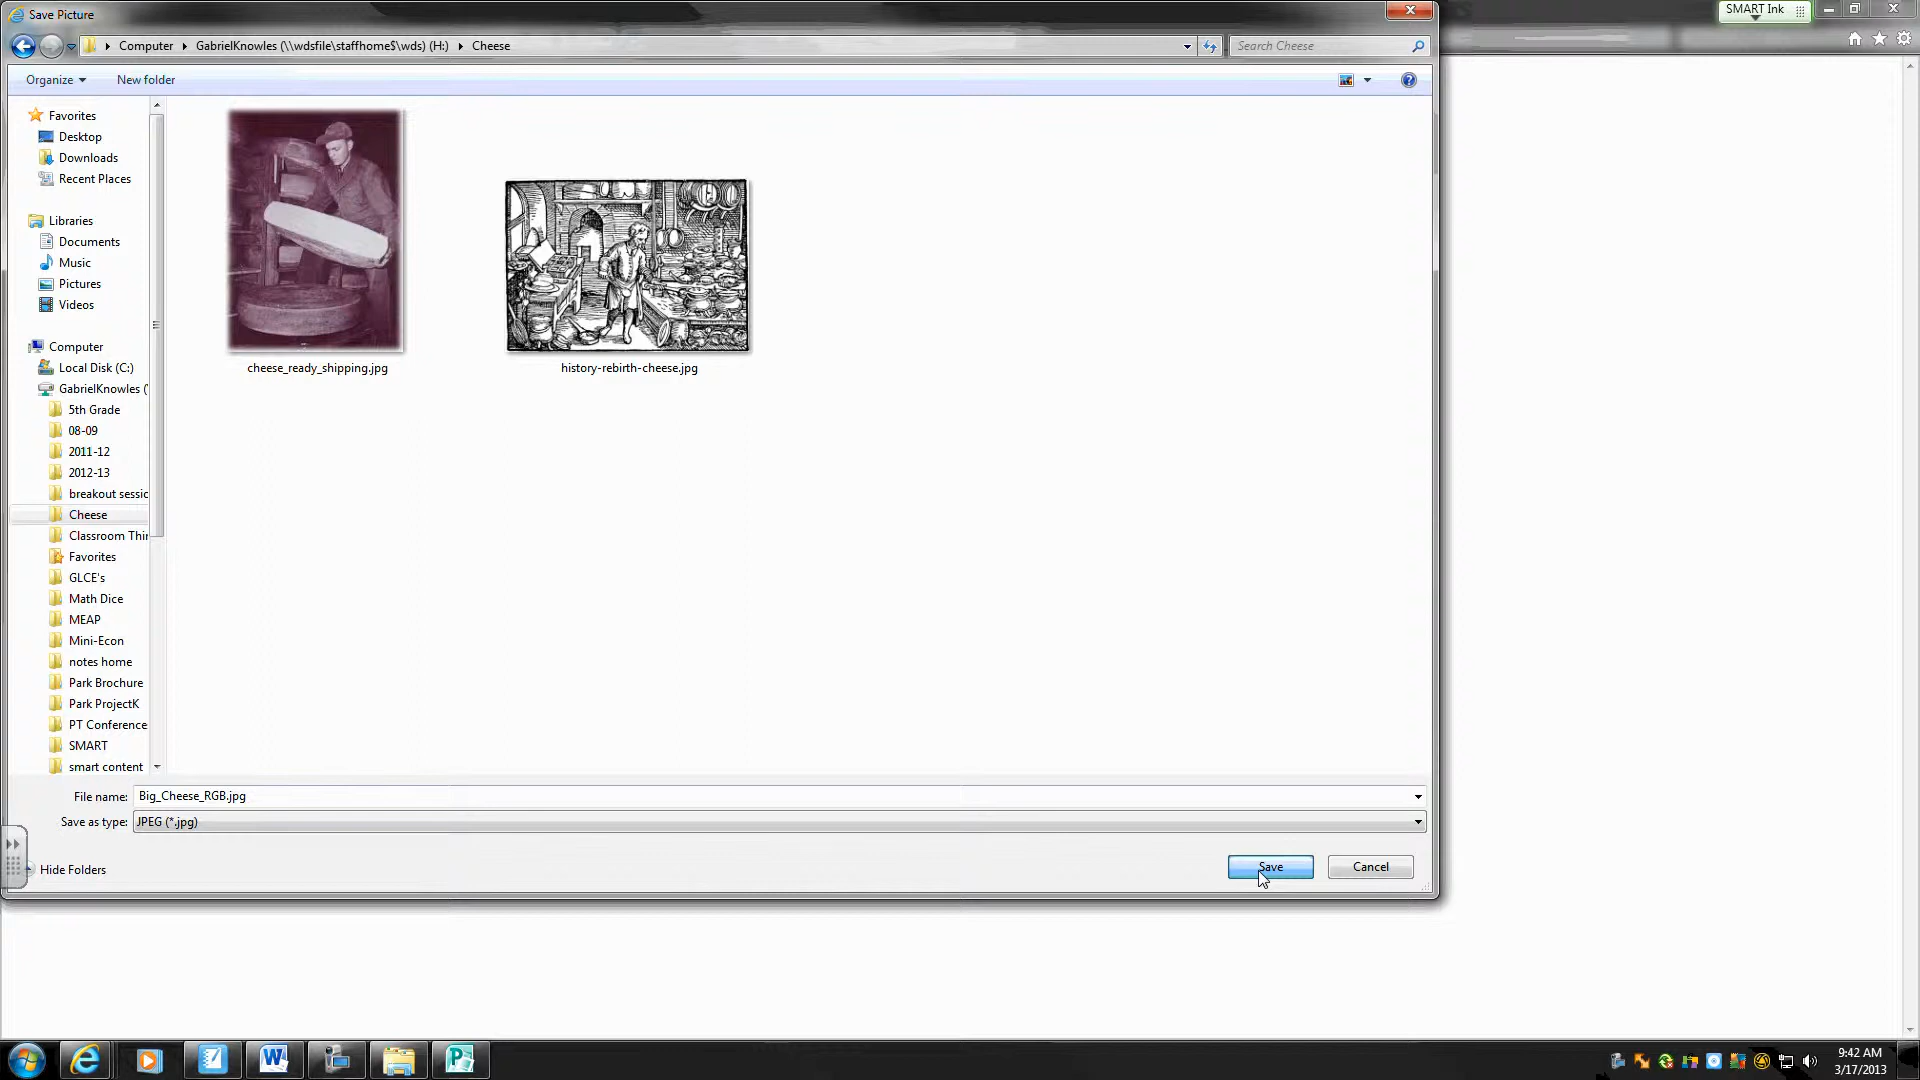 Save Picture
SMART Ink
Computer GabrielKnowles (\\wdsfile\staffhome$\wds) (H:) Cheese
Search Cheese
Organize New folder
Favorites
Desktop
Downloads
Recent Places
Libraries
Documents
Music
Pictures
Videos
Computer
Local Disk (C:)
GabrielKnowles (
5th Grade
08-09
2011-12
2012-13
breakout sessic
Cheese
Classroom Thir
Favorites
GLCE's
Math Dice
MEAP
Mini-Econ
notes home
Park Brochure
Park ProjectK
PT Conference
SMART
smart content
cheese_ready_shipping.jpg
history-rebirth-cheese.jpg
File name: Big_Cheese_RGB.jpg
Save as type: JPEG (*.jpg)
Hide Folders
Save Cancel
9:42 AM
3/17/2013